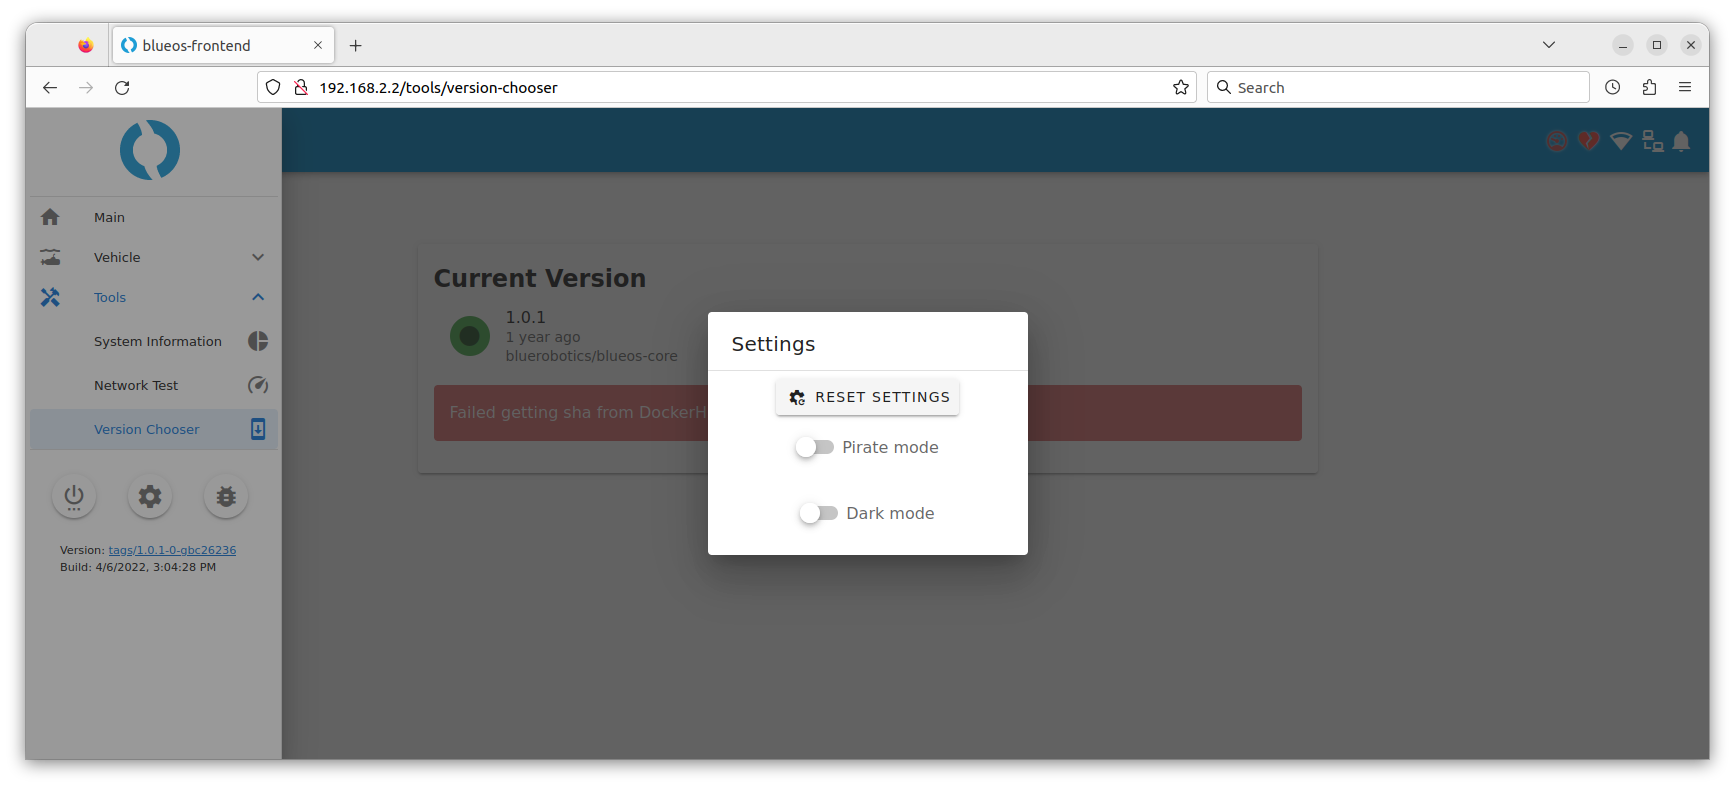 blueos-frontend
192.168.2.2/tools/version-chooser
Search
Main
Vehicle
Tools
System Information
Network Test
Version Chooser
Version: tags/1.0.1-0-gbc26236
Build: 4/6/2022, 3:04:28 PM
Current Version
1.0.1
1 year ago
bluerobotics/blueos-core
Failed getting sha from DockerH
Settings
RESET SETTINGS
Pirate mode
Dark mode